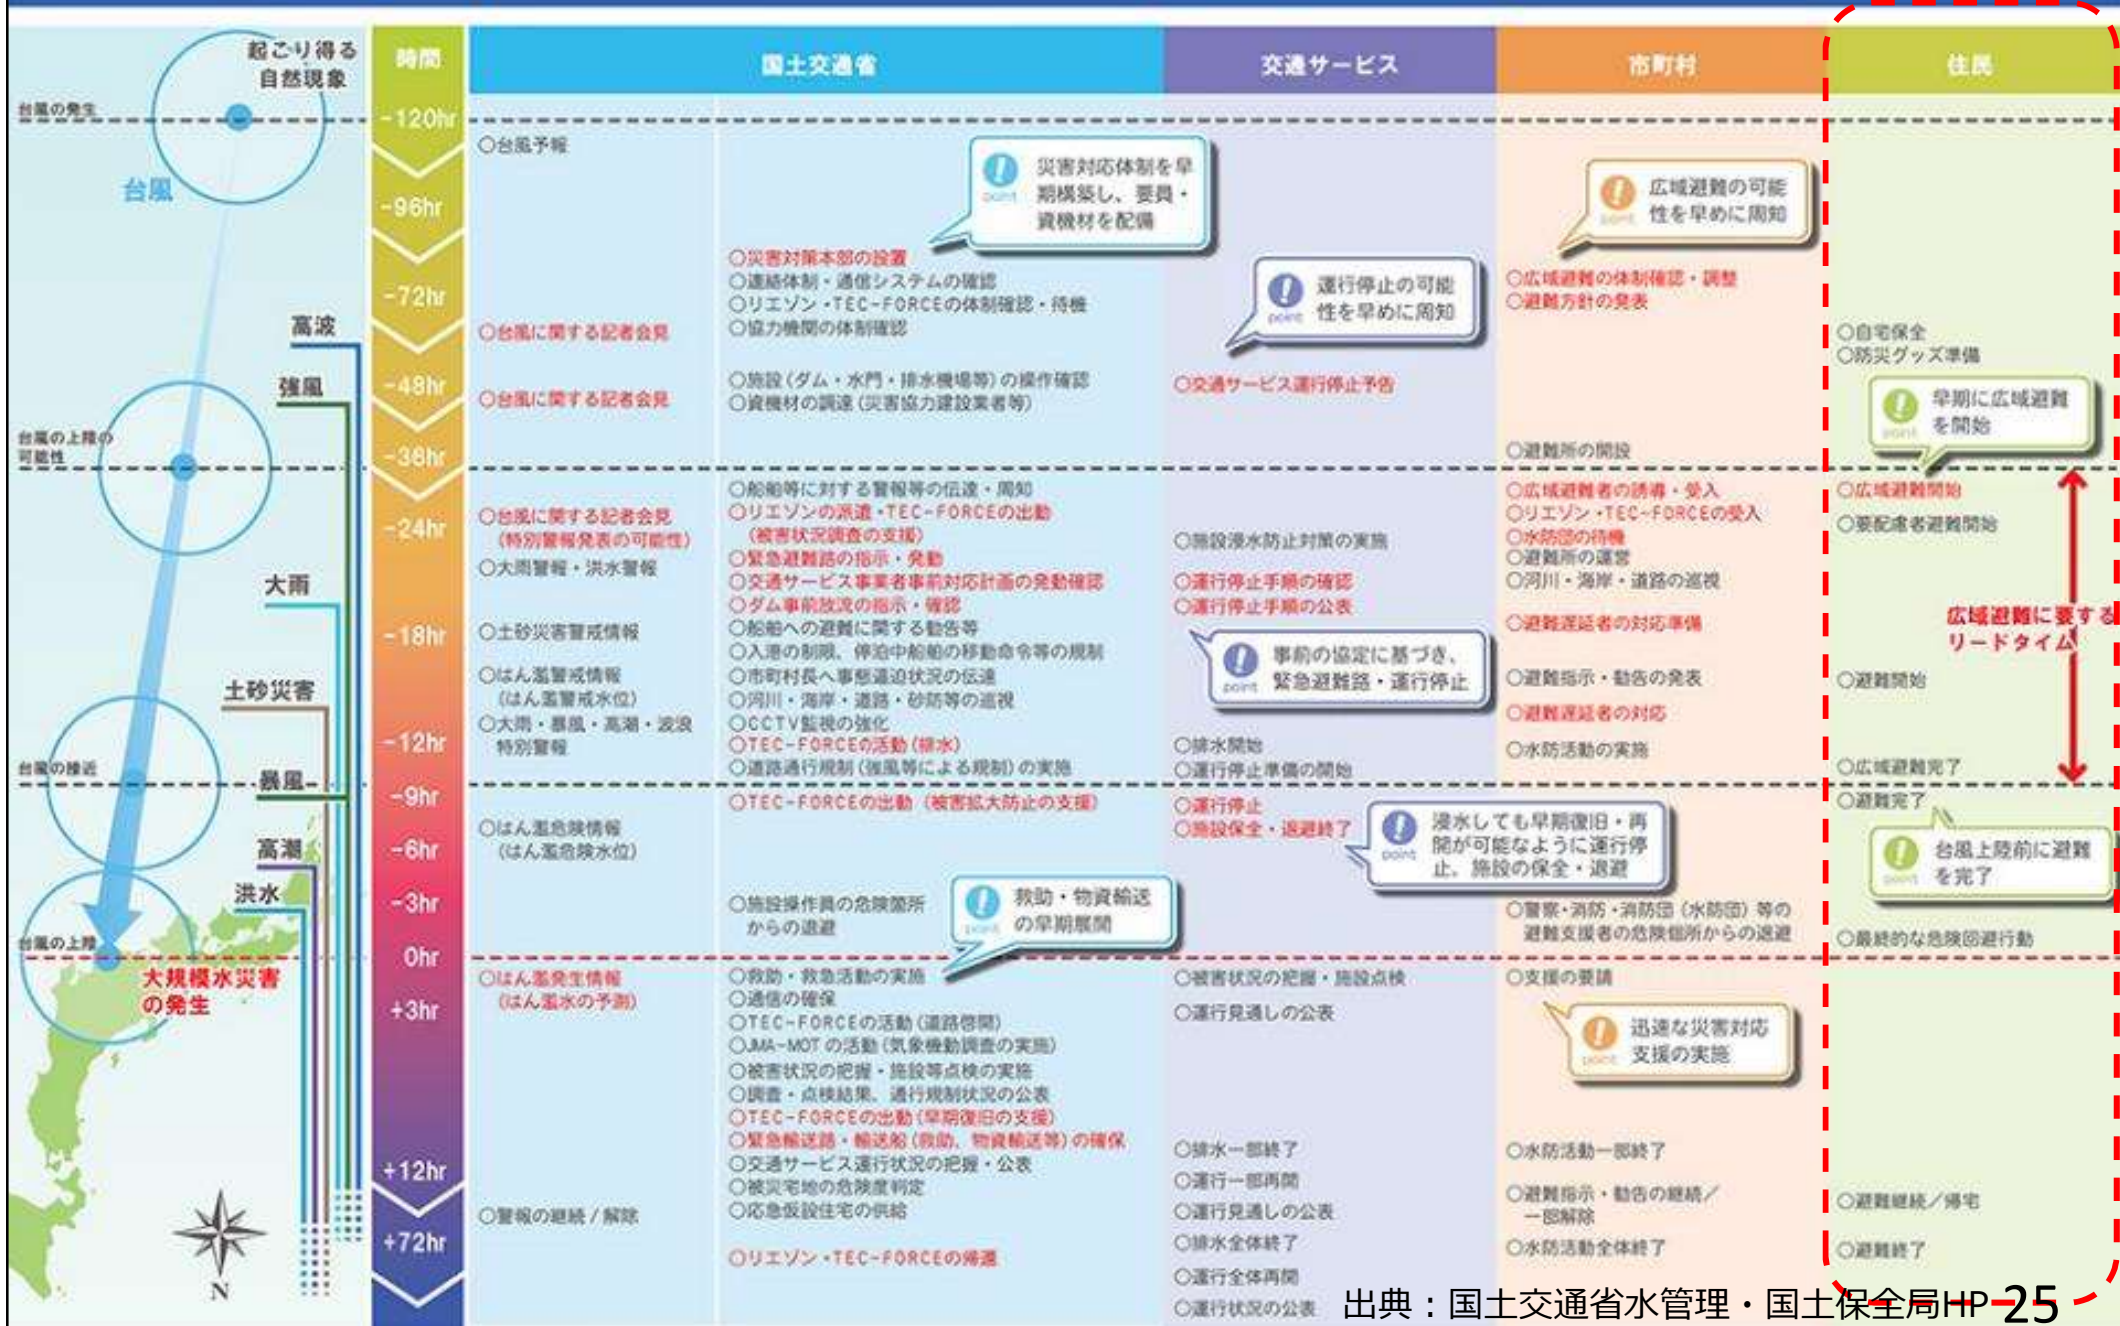 起こり得る
自然現象
時間
国土交通省
交通サービス
市町村
住民
台風の発生
台風
高波
強風
台風の上陸の
可能性
大雨
土砂災害
台風の接近
暴風
高潮
洪水
台風の上陸
大規模水災害
の発生
N
-120hr
-96hr
-72hr
-48hr
-36hr
-24hr
-18hr
-12hr
-9hr
-6hr
-3hr
0hr
+3hr
+12hr
+72hr
○台風予報
○台風に関する記者会見
○台風に関する記者会見
○台風に関する記者会見
(特別警報発表の可能性)
○大雨警報・洪水警報
○土砂災害警戒情報
○はん濫警戒情報
(はん濫警戒水位)
○大雨・暴風・高潮・波浪
特別警報
○はん濫危険情報
(はん濫危険水位)
○はん濫発生情報
(はん濫水の予測)
○警報の継続/解除
point
災害対応体制を早
期構築し、要員・
資機材を配備
○災害対策本部の設置
○連絡体制・通信システムの確認
○リエゾン・TEC-FORCEの体制確認・待機
○協力機関の体制確認
○施設(ダム・水門・排水機場等)の操作確認
○資機材の調達(災害協力建設業者等)
○船舶等に対する警報等の伝達・周知
○リエゾンの派遣・TEC-FORCEの出動
(被害状況調査の支援)
○緊急避難路の指示・発動
○交通サービス事業者事前対応計画の発動確認
○ダム事前放流の指示・確認
○船舶への避難に関する勧告等
○入港の制限、停泊中船舶の移動命令等の規制
○市町村長へ事態逼迫状況の伝達
○河川・海岸・道路・砂防等の巡視
○CCTV監視の強化
○TEC-FORCEの活動(排水)
○道路通行規制(強風等による規制)の実施
○TEC-FORCEの出動(被害拡大防止の支援)
○施設操作員の危険箇所
からの退避
point
救助・物資輸送
の早期展開
○救助・救急活動の実施
○通信の確保
○TEC-FORCEの活動(道路啓開)
○JMA-MOTの活動(気象機動調査の実施)
○被害状況の把握・施設等点検の実施
○調査・点検結果、通行規制状況の公表
○TEC-FORCEの出動(早期復旧の支援)
○緊急輸送路・輸送船(救助、物資輸送等)の確保
○交通サービス運行状況の把握・公表
○被災宅地の危険度判定
○応急仮設住宅の供給
○リエゾン・TEC-FORCEの帰還
point
運行停止の可能
性を早めに周知
○交通サービス運行停止予告
○施設浸水防止対策の実施
○運行停止手順の確認
○運行停止手順の公表
point
事前の協定に基づき、
緊急避難路・運行停止
○排水開始
○運行停止準備の開始
○運行停止
○施設保全・退避終了
point
浸水しても早期復旧・再
開が可能なように運行停
止、施設の保全・退避
○被害状況の把握・施設点検
○運行見通しの公表
○排水一部終了
○運行一部再開
○運行見通しの公表
○排水全体終了
○運行全体再開
○運行状況の公表
point
広域避難の可能
性を早めに周知
○広域避難の体制確認・調整
○避難方針の発表
○避難所の開設
○広域避難者の誘導・受入
○リエゾン・TEC-FORCEの受入
○水防団の待機
○避難所の運営
○河川・海岸・道路の巡視
○避難遅延者の対応準備
○避難指示・勧告の発表
○避難遅延者の対応
○水防活動の実施
○警察・消防・消防団(水防団)等の
避難支援者の危険個所からの退避
○支援の要請
point
迅速な災害対応
支援の実施
○水防活動一部終了
○避難指示・勧告の継続/
一部解除
○水防活動全体終了
○自宅保全
○防災グッズ準備
point
早期に広域避難
を開始
○広域避難開始
○要配慮者避難開始
広域避難に要する
リードタイム
○避難開始
○広域避難完了
○避難完了
point
台風上陸前に避難
を完了
○最終的な危険回避行動
○避難継続/帰宅
○避難終了
出典:国土交通省水管理・国土保全局HP
25